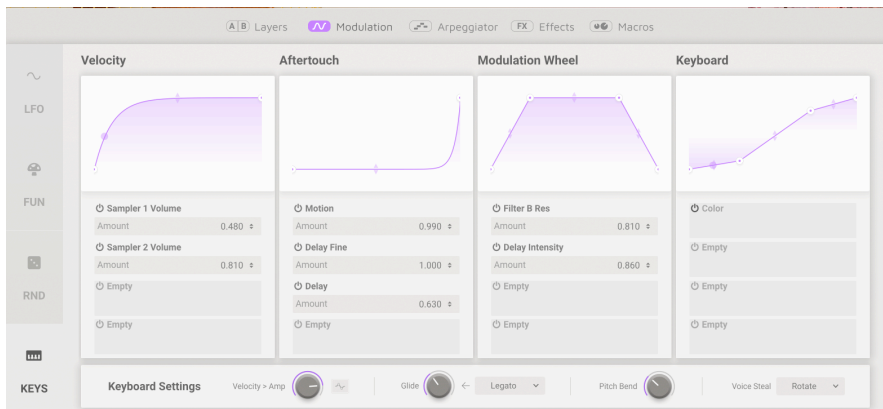 A B Layers Modulation Arpeggiator FX Effects Macros
Velocity Aftertouch Modulation Wheel Keyboard
LFO
FUN
RND
KEYS
Sampler 1 Volume Motion Filter B Res Color
Amount 0.480 Amount 0.990 Amount 0.810
Sampler 2 Volume Delay Fine Delay Intensity Empty
Amount 0.810 Amount 1.000 Amount 0.860
Empty Delay Empty Empty
Amount 0.630
Empty Empty Empty Empty
Keyboard Settings Velocity > Amp Glide ← Legato Pitch Bend Voice Steal Rotate